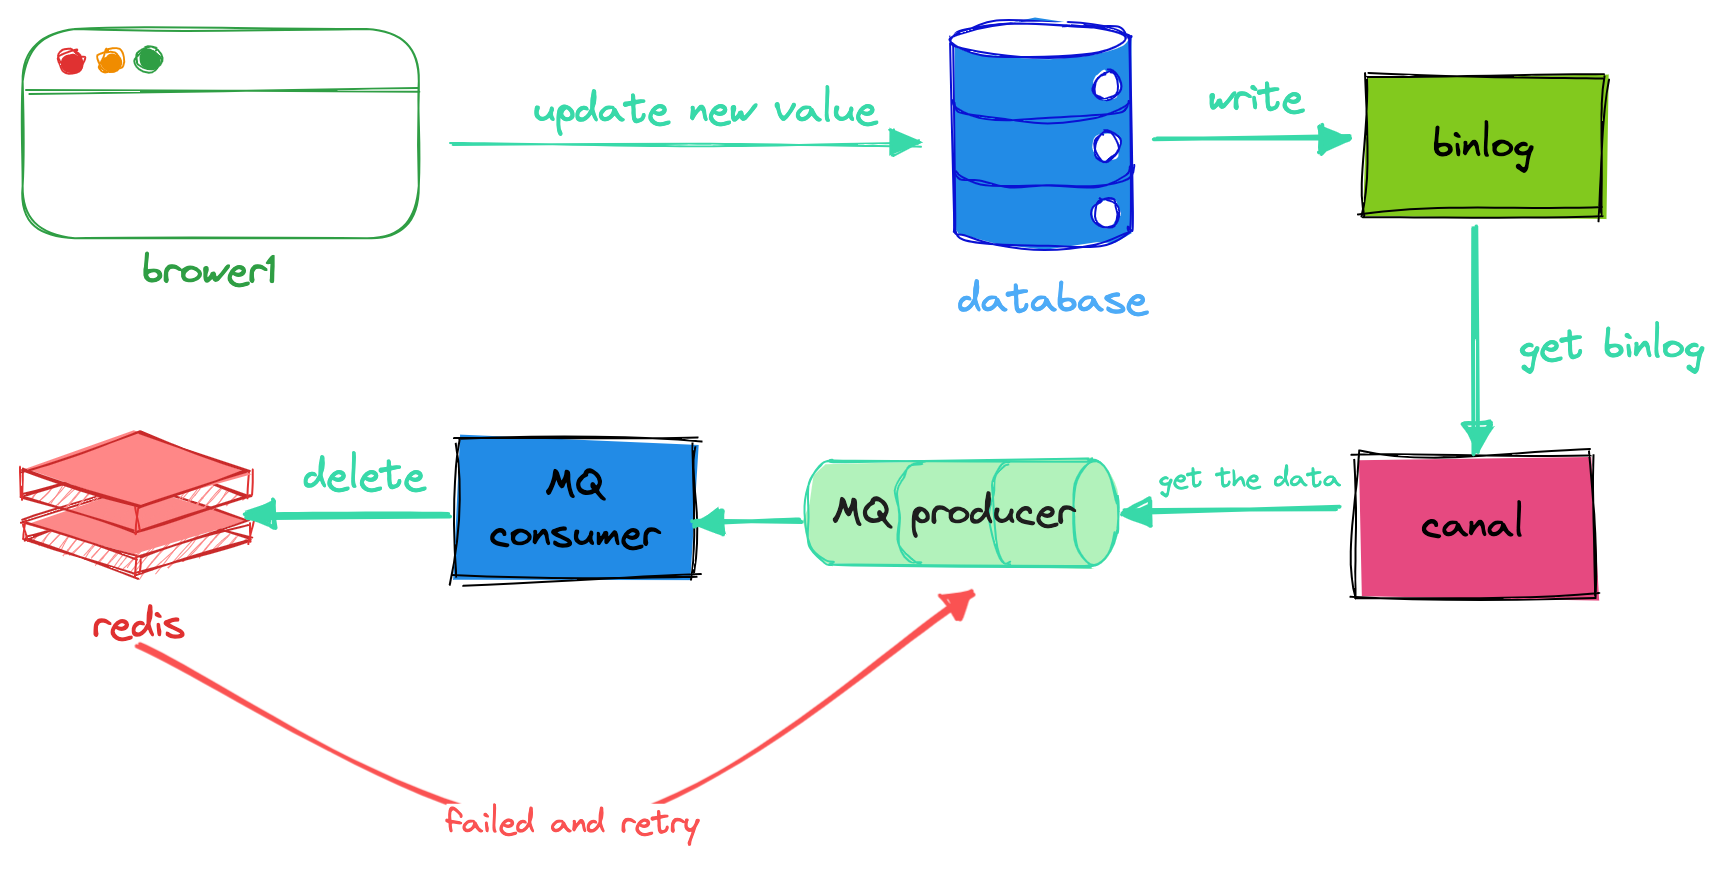 update new value
write
binlog
brower1
database
get binlog
delete
MQ
consumer
MQ producer
get the data
canal
redis
failed and retry